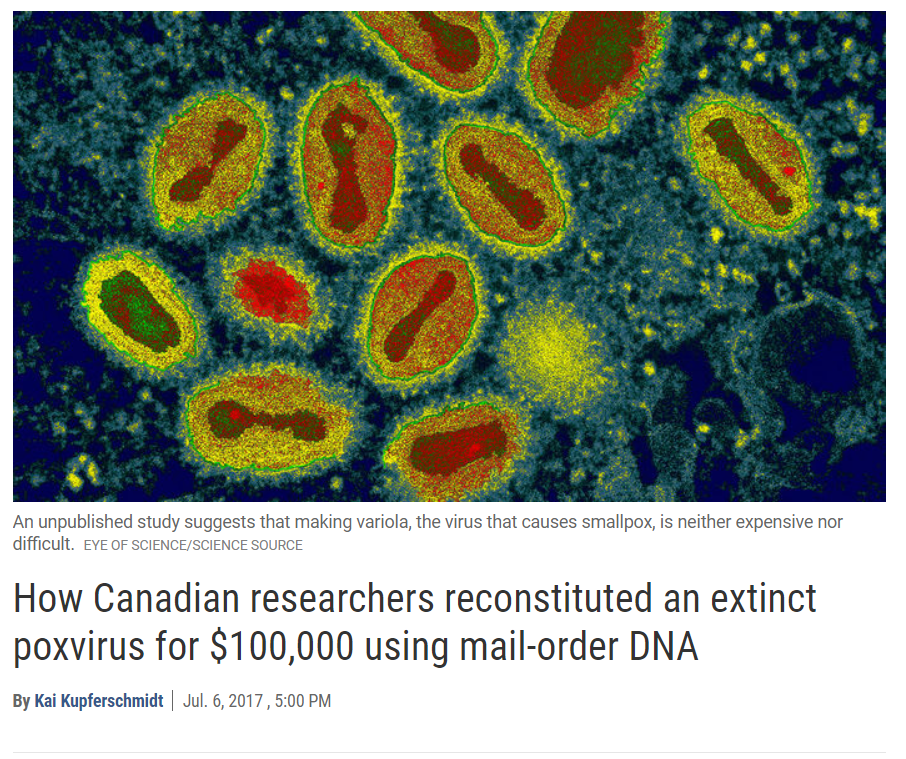 An unpublished study suggests that making variola, the virus that causes smallpox, is neither expensive nor
difficult. EYE OF SCIENCE/SCIENCE SOURCE
How Canadian researchers reconstituted an extinct
poxvirus for $100,000 using mail-order DNA
By Kai Kupferschmidt | Jul. 6, 2017 , 5:00 PM